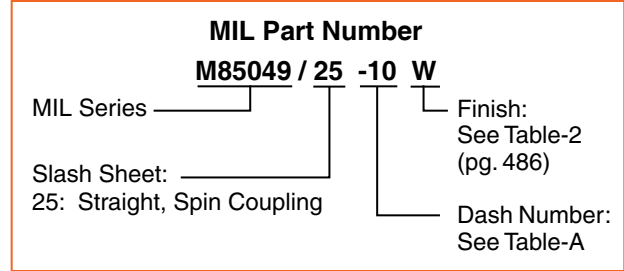 MIL Part Number
M85049 / 25 -10 W
MIL Series
Finish:
See Table-2
(pg. 486)
Slash Sheet:
25: Straight, Spin Coupling
Dash Number:
See Table-A